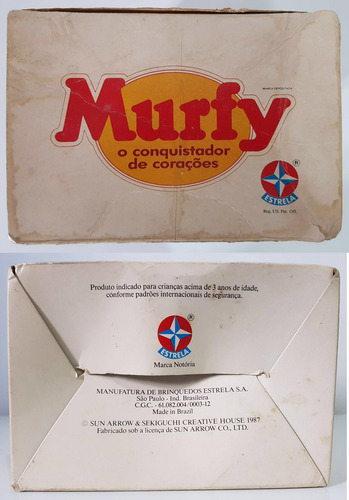 MARCA DEPOSITADA
Murfy
o conquistador
de corações
®
ESTRELA
Reg. U.S. Pat. Off.
Produto indicado para crianças acima de 3 anos de idade,
conforme padrões internacionais de segurança.
®
ESTRELA
Marca Notória
MANUFATURA DE BRINQUEDOS ESTRELA S.A.
São Paulo - Ind. Brasileira
C.G.C. - 61.082.004/0003-12
Made in Brazil
© SUN ARROW & SEKIGUCHI CREATIVE HOUSE 1987
Fabricado sob a licença de SUN ARROW CO., LTD.